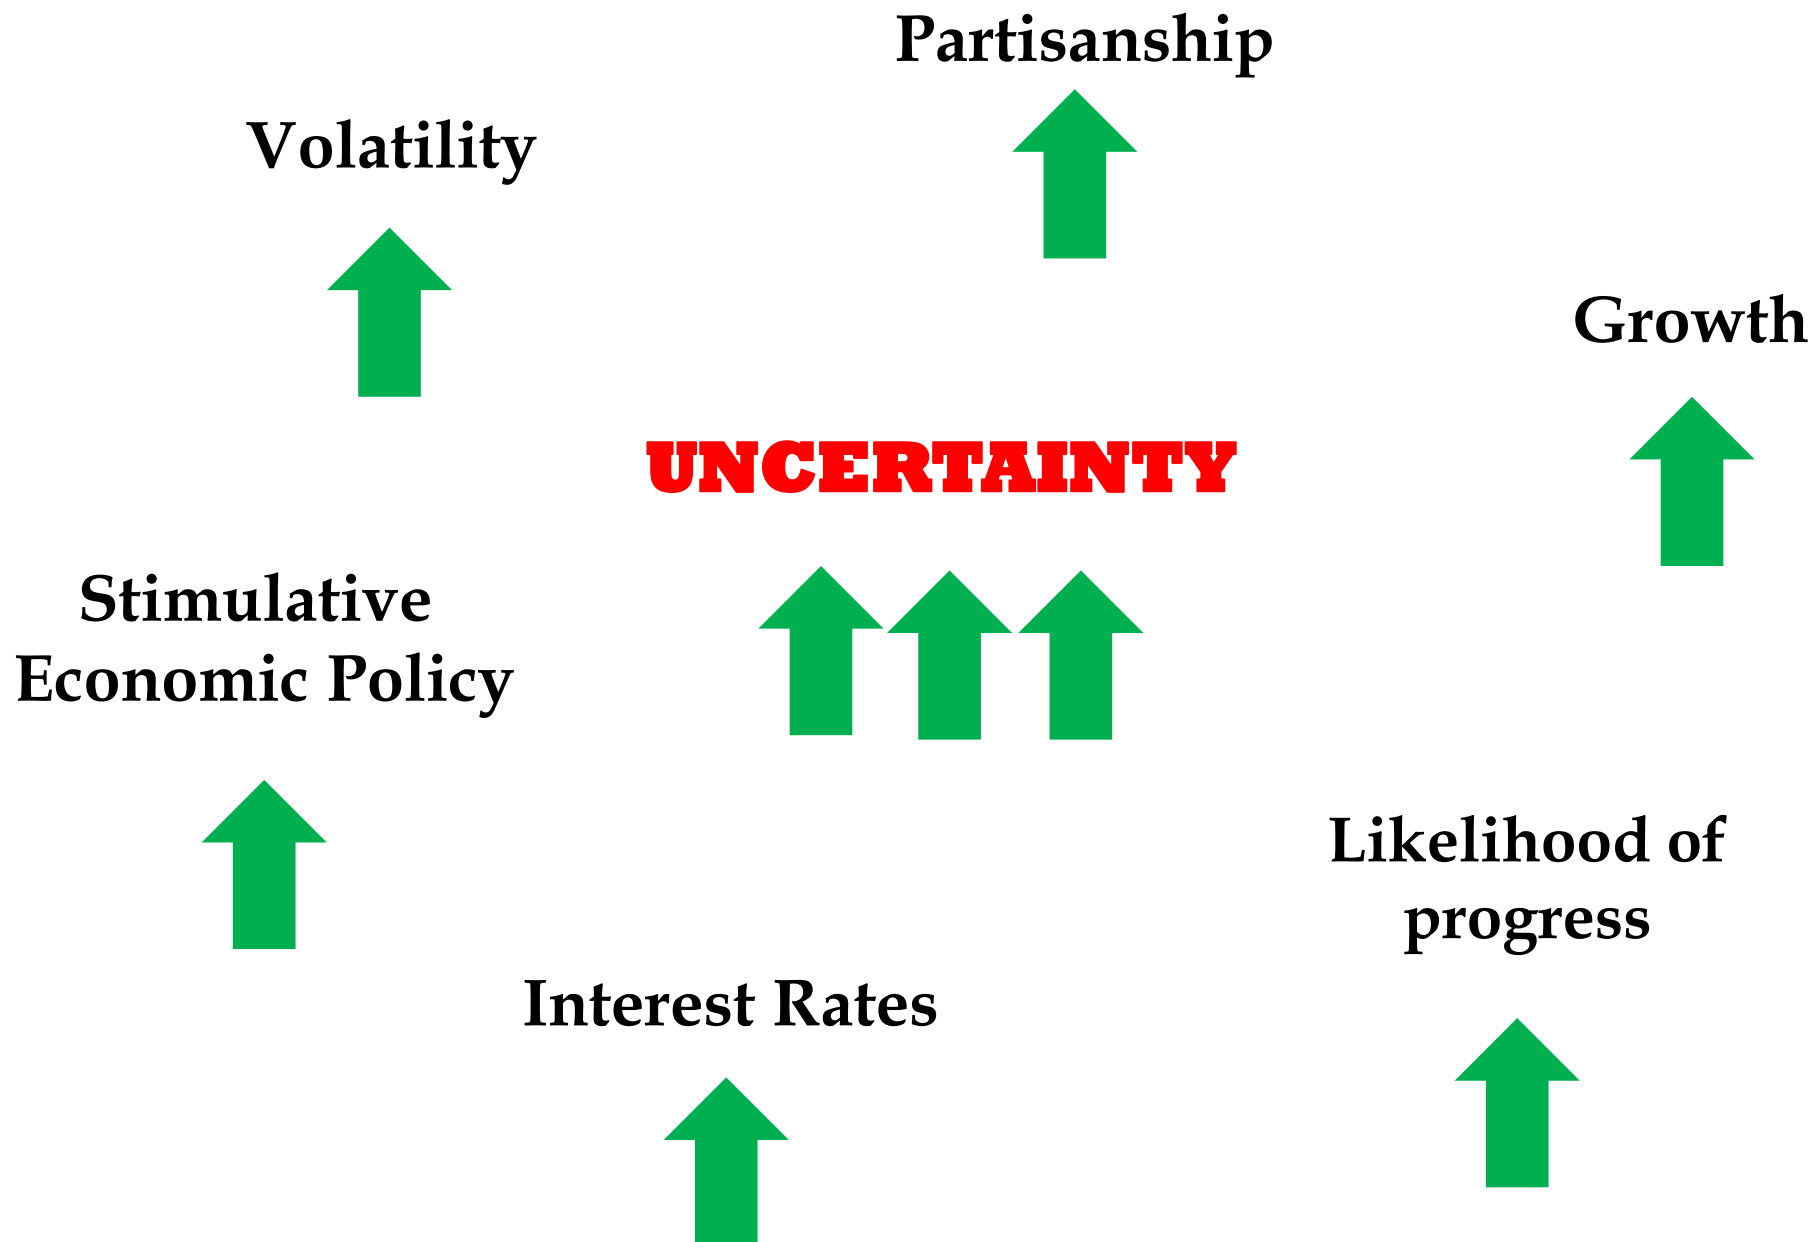 Partisanship
Volatility
Growth
UNCERTAINTY
Stimulative
Economic Policy
Likelihood of
progress
Interest Rates